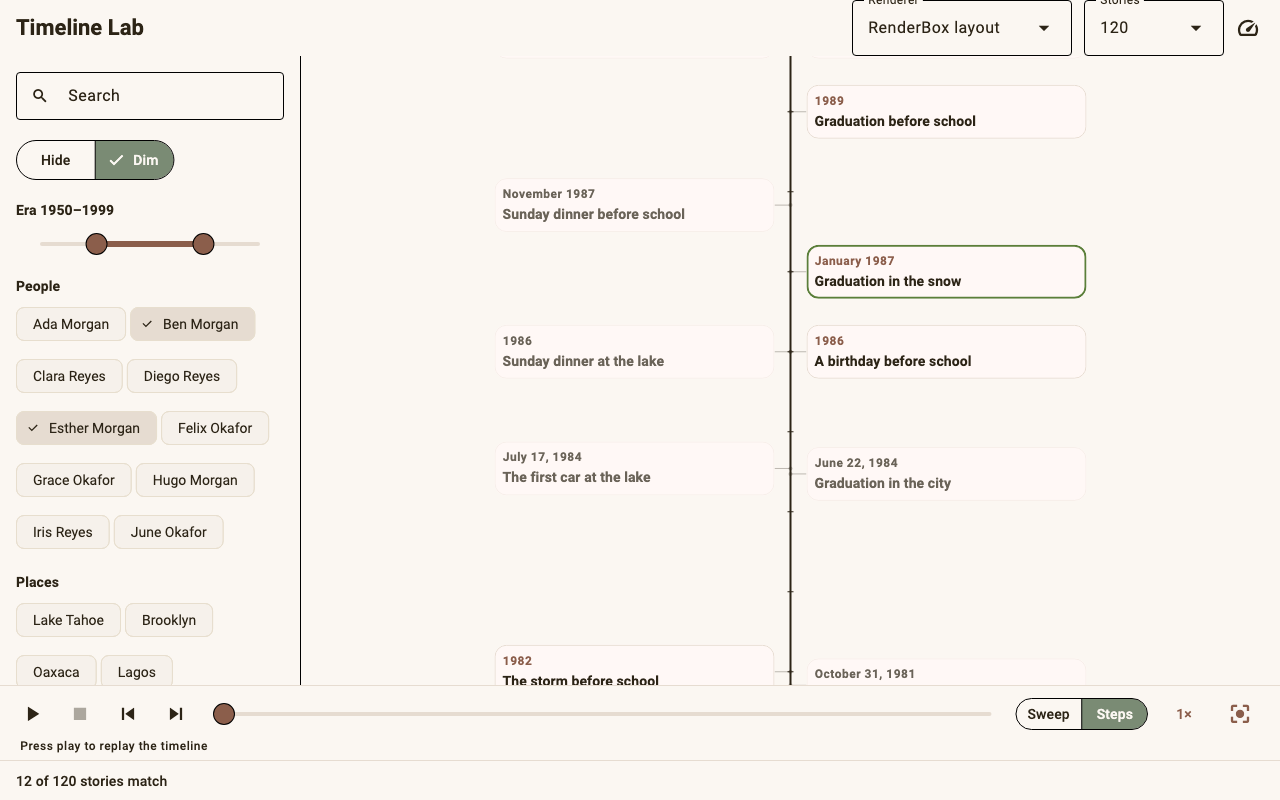 Timeline Lab
Renderer
RenderBox layout
Stories
120
Search
Hide
Dim
Era 1950–1999
People
Ada Morgan
Ben Morgan
Clara Reyes
Diego Reyes
Esther Morgan
Felix Okafor
Grace Okafor
Hugo Morgan
Iris Reyes
June Okafor
Places
Lake Tahoe
Brooklyn
Oaxaca
Lagos
1989
Graduation before school
November 1987
Sunday dinner before school
January 1987
Graduation in the snow
1986
Sunday dinner at the lake
1986
A birthday before school
July 17, 1984
The first car at the lake
June 22, 1984
Graduation in the city
1982
The storm before school
October 31, 1981
Sweep
Steps
1×
Press play to replay the timeline
12 of 120 stories match